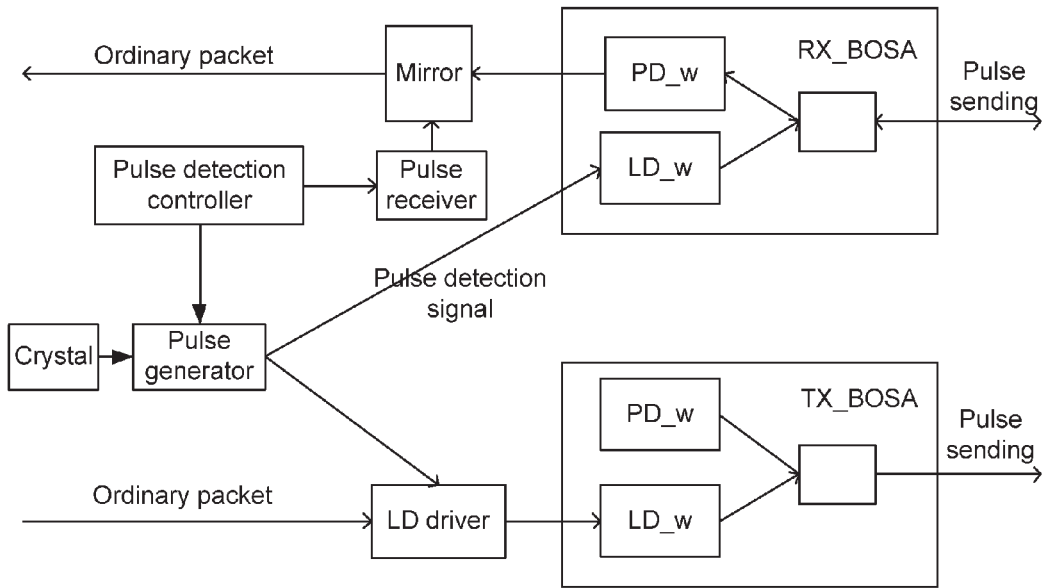 Ordinary packet
Mirror
PD_w
RX_BOSA
Pulse
sending
LD_w
Pulse detection
controller
Pulse
receiver
Pulse detection
signal
Crystal
Pulse
generator
PD_w
TX_BOSA
Pulse
sending
Ordinary packet
LD driver
LD_w